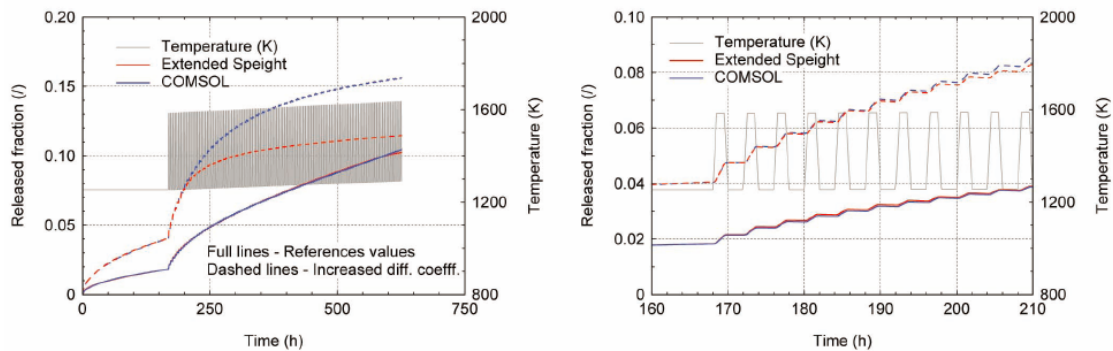 0.20
0.15
0.10
0.05
0
Released fraction (/)
Temperature (K)
Extended Speight
COMSOL
Full lines - References values
Dashed lines - Increased diff. coefff.
2000
1600
1200
800
Temperature (K)
0 250 500 750
Time (h)
0.10
0.08
0.06
0.04
0.02
0
Released fraction (/)
Temperature (K)
Extended Speight
COMSOL
2000
1600
1200
800
Temperature (K)
160 170 180 190 200 210
Time (h)